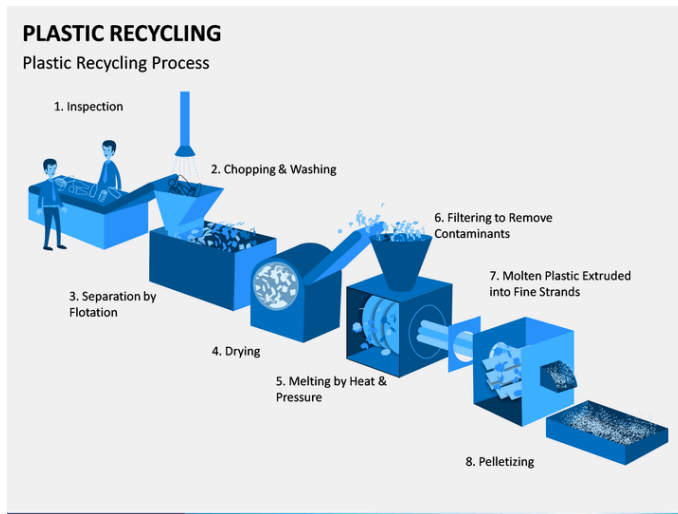 PLASTIC RECYCLING
Plastic Recycling Process
1. Inspection
2. Chopping & Washing
3. Separation by
Flotation
4. Drying
5. Melting by Heat &
Pressure
6. Filtering to Remove
Contaminants
7. Molten Plastic Extruded
into Fine Strands
8. Pelletizing